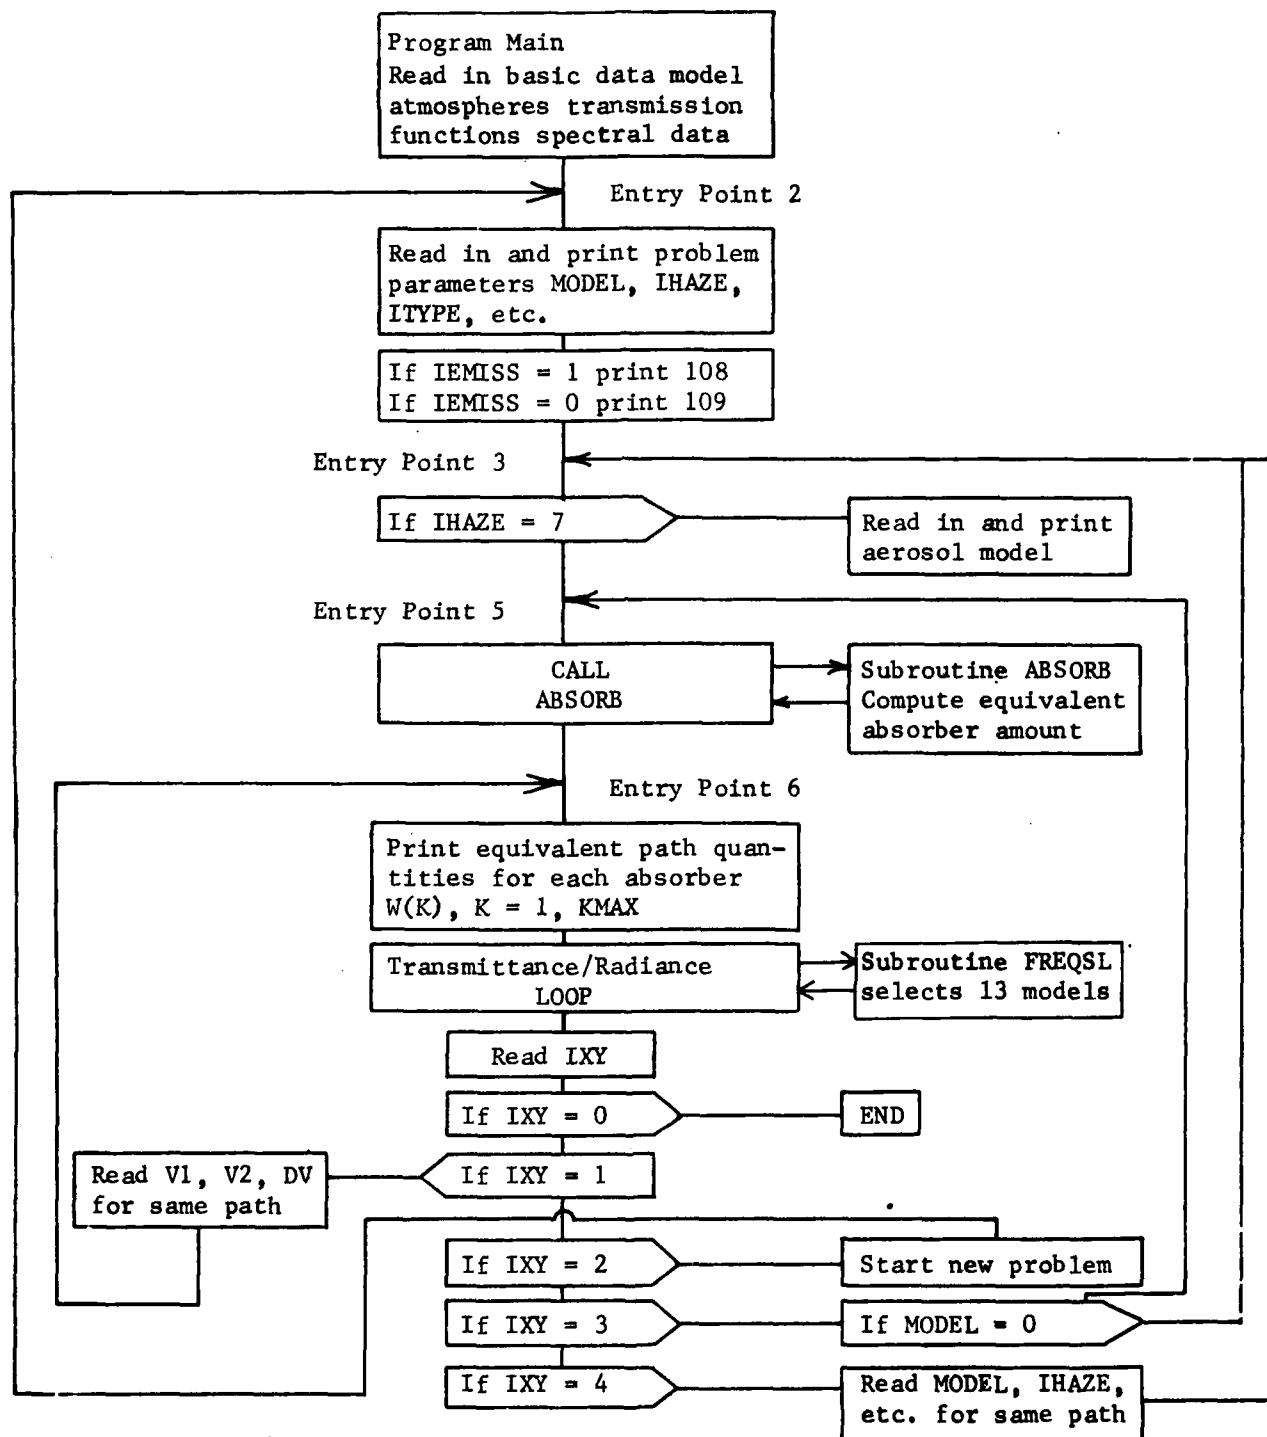 Program Main
Read in basic data model
atmospheres transmission
functions spectral data
Entry Point 2
Read in and print problem
parameters MODEL, IHAZE,
ITYPE, etc.
If IEMISS = 1 print 108
If IEMISS = 0 print 109
Entry Point 3
If IHAZE = 7
Read in and print
aerosol model
Entry Point 5
CALL
ABSORB
Subroutine ABSORB
Compute equivalent
absorber amount
Entry Point 6
Print equivalent path quan-
tities for each absorber
W(K), K = 1, KMAX
Transmittance/Radiance
LOOP
Subroutine FREQSL
selects 13 models
Read IXY
If IXY = 0
END
If IXY = 1
Read V1, V2, DV
for same path
If IXY = 2
Start new problem
If IXY = 3
If MODEL = 0
If IXY = 4
Read MODEL, IHAZE,
etc. for same path